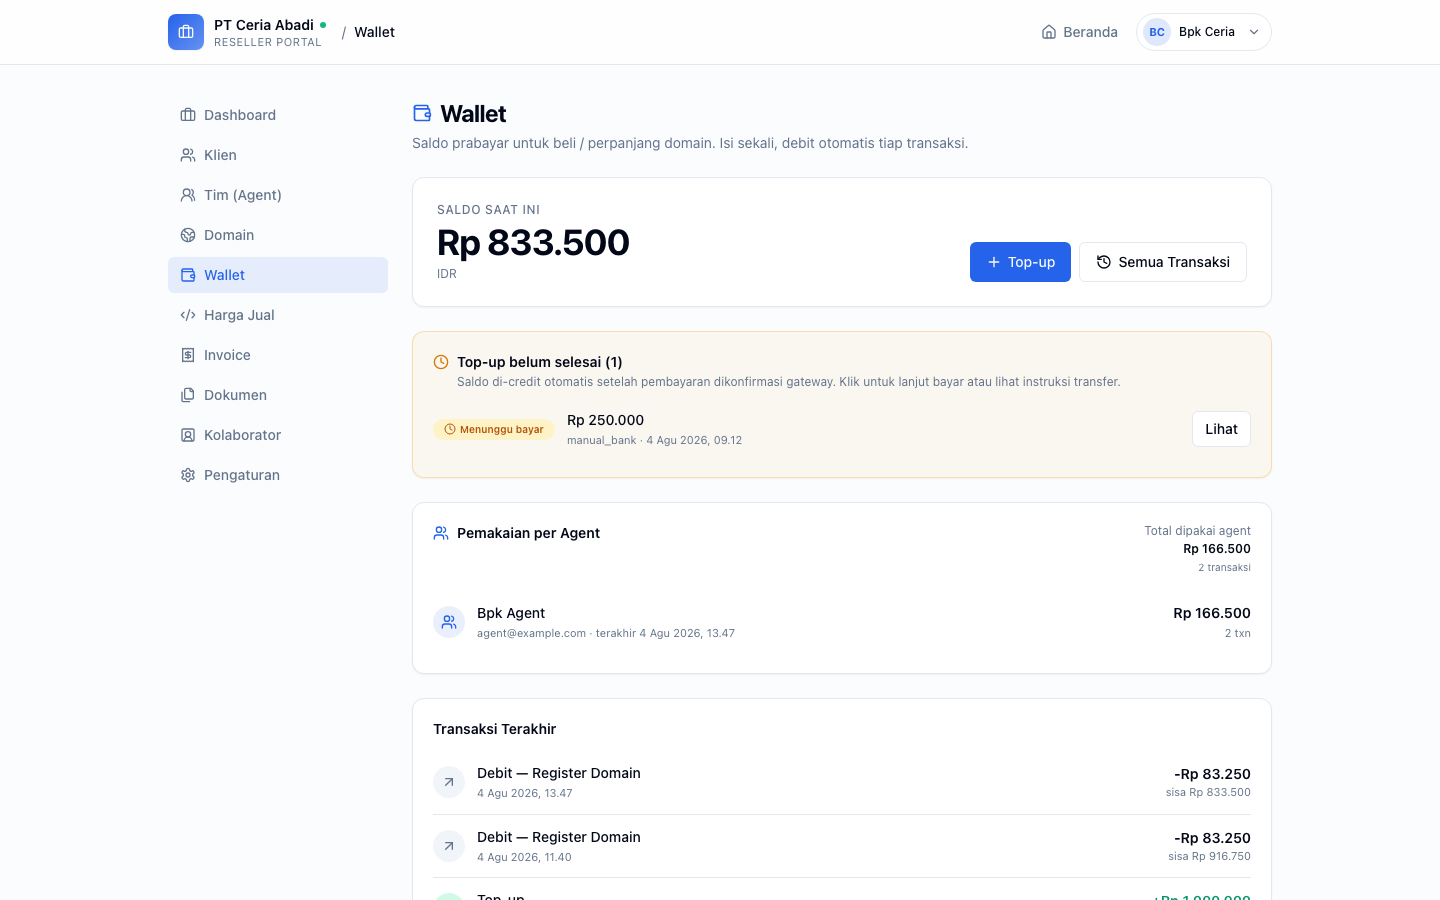 PT Ceria Abadi
RESELLER PORTAL
/ Wallet
Beranda
BC Bpk Ceria
Dashboard
Klien
Tim (Agent)
Domain
Wallet
Harga Jual
Invoice
Dokumen
Kolaborator
Pengaturan
Wallet
Saldo prabayar untuk beli / perpanjang domain. Isi sekali, debit otomatis tiap transaksi.
SALDO SAAT INI
Rp 833.500
IDR
Top-up
Semua Transaksi
Top-up belum selesai (1)
Saldo di-credit otomatis setelah pembayaran dikonfirmasi gateway. Klik untuk lanjut bayar atau lihat instruksi transfer.
Menunggu bayar
Rp 250.000
manual_bank · 4 Agu 2026, 09.12
Lihat
Pemakaian per Agent
Total dipakai agent
Rp 166.500
2 transaksi
Bpk Agent
agent@example.com · terakhir 4 Agu 2026, 13.47
Rp 166.500
2 txn
Transaksi Terakhir
Debit — Register Domain
4 Agu 2026, 13.47
-Rp 83.250
sisa Rp 833.500
Debit — Register Domain
4 Agu 2026, 11.40
-Rp 83.250
sisa Rp 916.750
Top-up
+Rp 1.000.000